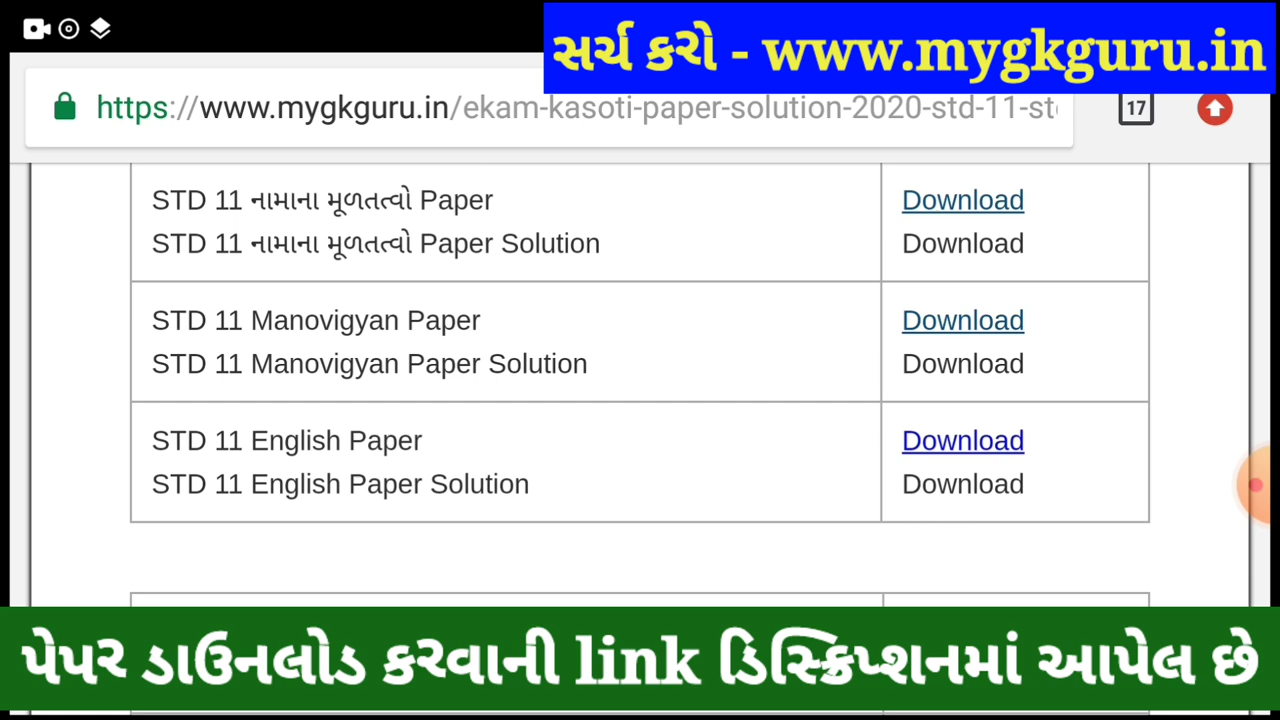 સર્ચ કરો - www.mygkguru.in
https://www.mygkguru.in/ekam-kasoti-paper-solution-2020-std-11-st
17
STD 11 નામાના મૂળતત્વો Paper Download
STD 11 નામાના મૂળતત્વો Paper Solution Download
STD 11 Manovigyan Paper Download
STD 11 Manovigyan Paper Solution Download
STD 11 English Paper Download
STD 11 English Paper Solution Download
પેપર ડાઉનલોડ કરવાની link ડિસ્ક્રિપ્શનમાં આપેલ છે